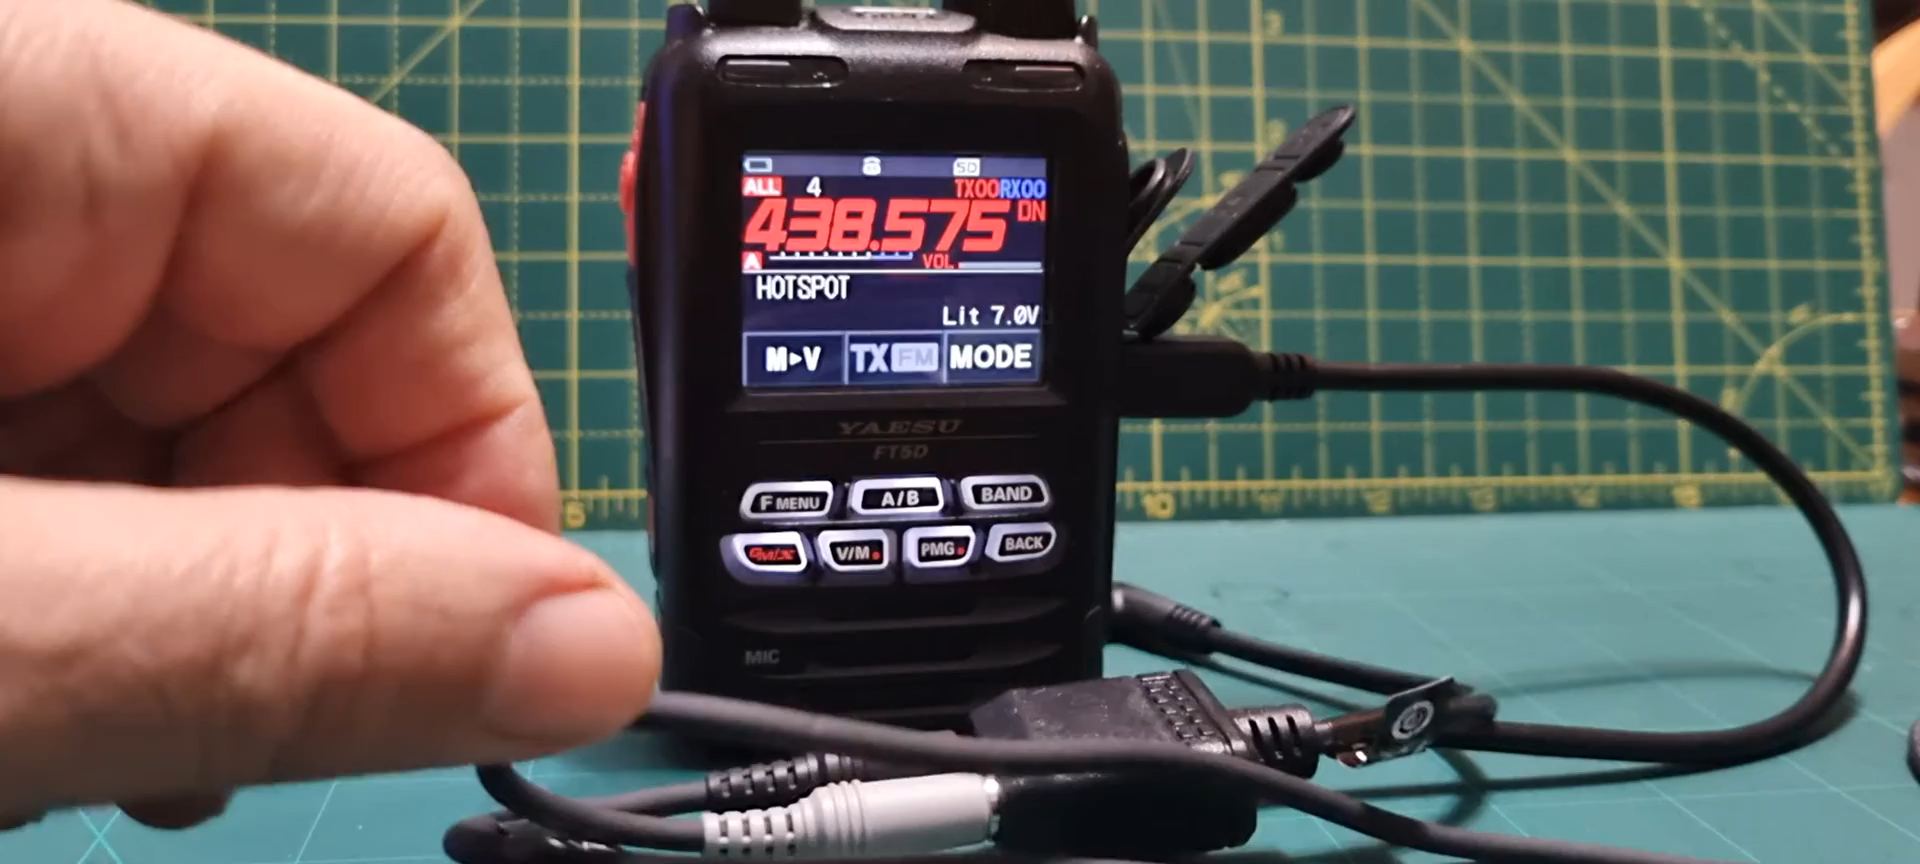 SD
ALL 4 TX00RX00
438.575 DN
A VOL
HOTSPOT
Lit 7.0V
M▸V TX FM MODE
YAESU
FT5D
F MENU A/B BAND
V/M PMG BACK
MIC
10